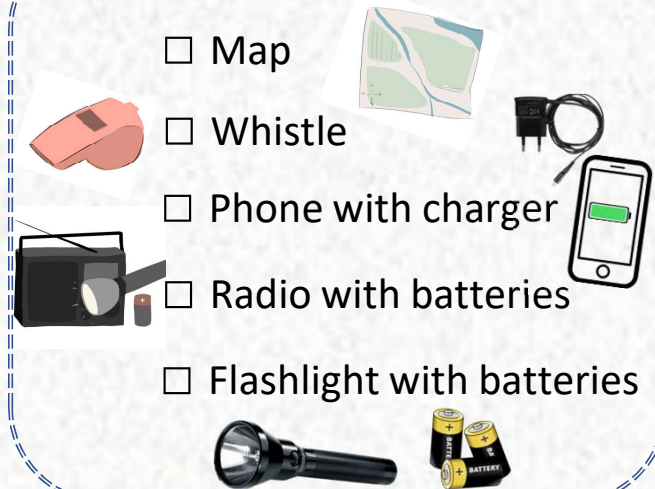 ☐ Map
☐ Whistle
☐ Phone with charger
☐ Radio with batteries
☐ Flashlight with batteries
BATTERY